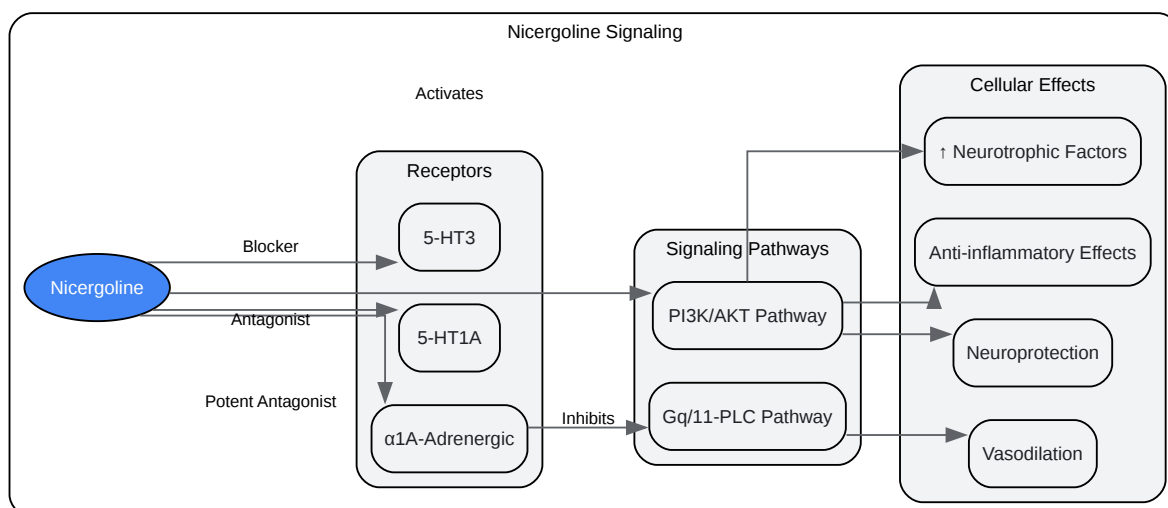 Nicergoline Signaling
Cellular Effects
Activates
↑ Neurotrophic Factors
Receptors
5-HT3
Blocker
Signaling Pathways
Anti-inflammatory Effects
Nicergoline
PI3K/AKT Pathway
Antagonist
5-HT1A
Neuroprotection
Potent Antagonist
α1A-Adrenergic
Inhibits
Gq/11-PLC Pathway
Vasodilation